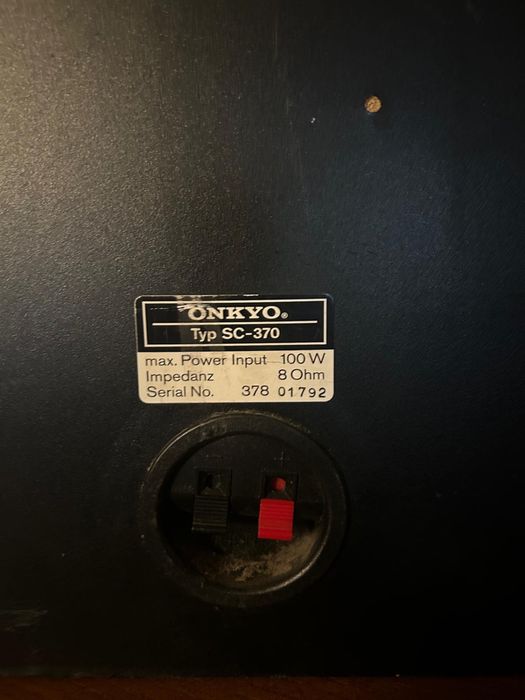 ONKYO®
Typ SC-370
max. Power Input 100 W
Impedanz 8 Ohm
Serial No. 378 01792